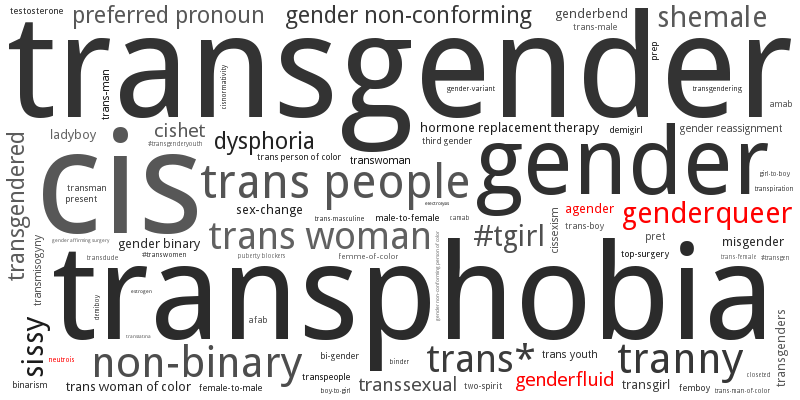 testosterone
preferred pronoun
gender non-conforming
genderbend
shemale
trans-male
transgender
trans-man
cisnormativity
gender-variant
prep
transgendering
amab
ladyboy
cishet
#transgenderyouth
dysphoria
hormone replacement therapy
demigirl
gender reassignment
third gender
trans person of color
transwoman
transgendered
cis
trans people
gender
girl-to-boy
transman
present
transpiration
electrolysis
sex-change
trans-masculine
male-to-female
camab
agender
genderqueer
cissexism
trans-boy
transmisogyny
gender affirming surgery
gender binary
trans woman
#tgirl
pret
misgender
transdude
#transwomen
puberty blockers
femme-of-color
gender non-conforming person of color
top-surgery
trans-female
#transgen
transphobia
estrogen
drmiboy
afab
sissy
neutrois
non-binary
bi-gender
binder
trans*
trans youth
tranny
transgenders
closeted
transpeople
boy-to-girl
transsexual
two-spirit
genderfluid
transgirl
femboy
trans-man-of-color
binarism
trans woman of color
female-to-male